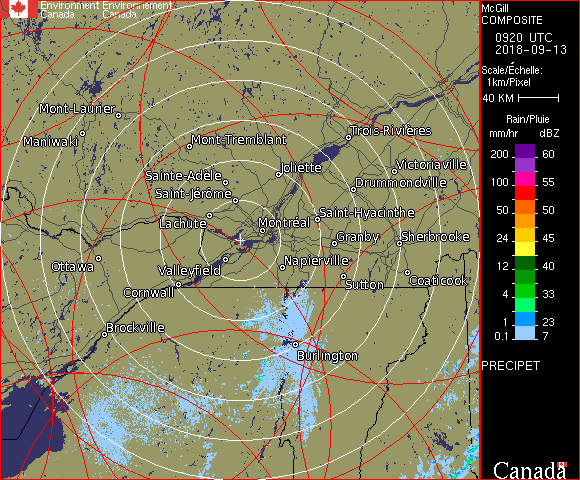 Environment Environnement
Canada Canada
McGill
COMPOSITE
0920 UTC
2018-09-13
Scale/Échelle:
1km/Pixel
40 KM
Rain/Pluie
mm/hr dBZ
200 60
100 55
50 50
24 45
12 40
4 33
1 23
0.1 7
42
30
PRECIPET
Canada
Mont-Laurier
Maniwaki
Mont-Tremblant
Trois-Rivières
Sainte-Adèle
Joliette
Victoriaville
Saint-Jérôme
Drummondville
Lachute
Montréal
Saint-Hyacinthe
Granby
Sherbrooke
Ottawa
Valleyfield
Napierville
Cornwall
Sutton
Coaticook
Brockville
Burlington